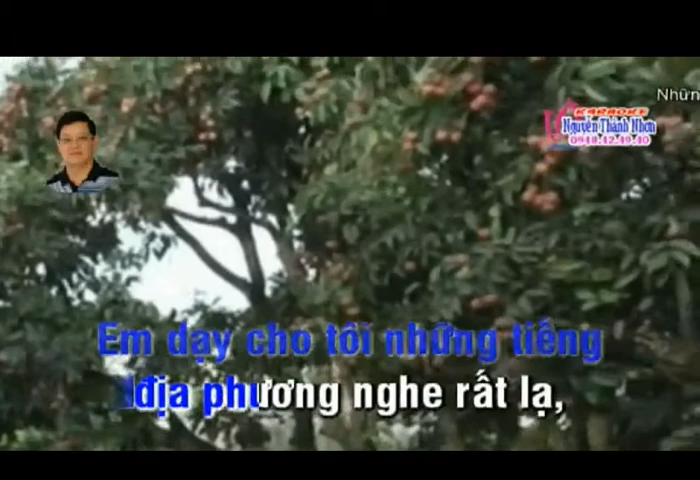 Nhữn
KARAOKE
Nguyễn Thành Nhơn
0948.42.49.40
Em dạy cho tôi những tiếng
địa phương nghe rất lạ,